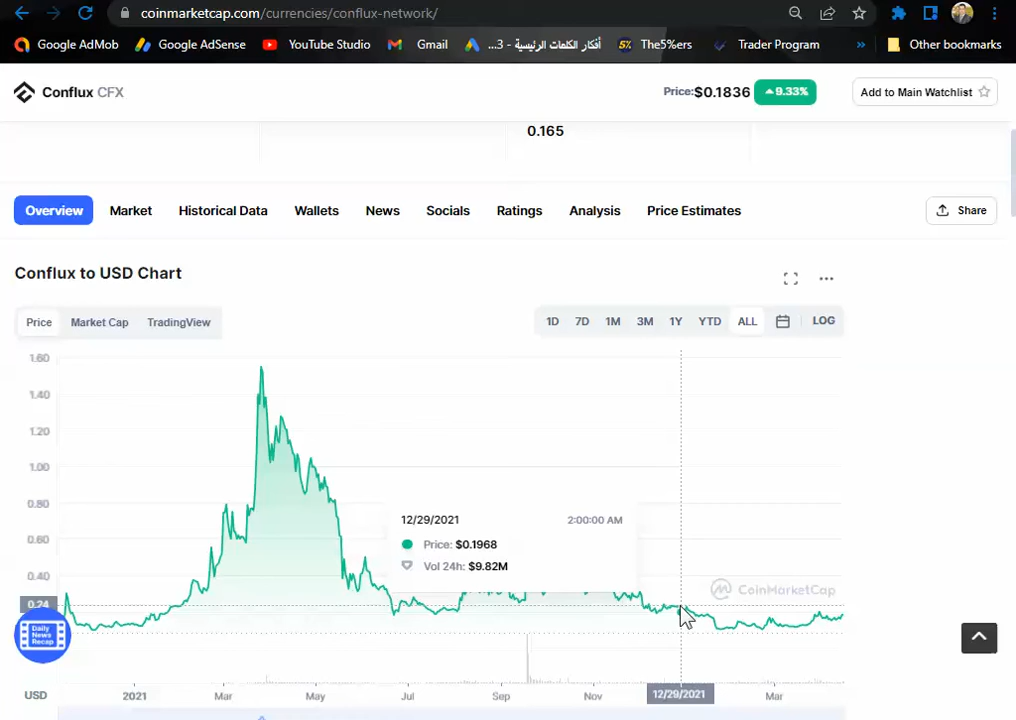 coinmarketcap.com/currencies/conflux-network/
Google AdMob Google AdSense YouTube Studio Gmail أفكار الكلمات الرئيسية - 3... The5%ers Trader Program » Other bookmarks
Conflux CFX Price:$0.1836 9.33% Add to Main Watchlist
0.165
Overview Market Historical Data Wallets News Socials Ratings Analysis Price Estimates Share
Conflux to USD Chart
Price Market Cap TradingView 1D 7D 1M 3M 1Y YTD ALL LOG
1.60
1.40
1.20
1.00
0.80
12/29/2021 2:00:00 AM
0.60
Price: $0.1968
Vol 24h: $9.82M
0.40
CoinMarketCap
0.24
Daily
News
Recap
USD 2021 Mar May Jul Sep Nov 12/29/2021 Mar